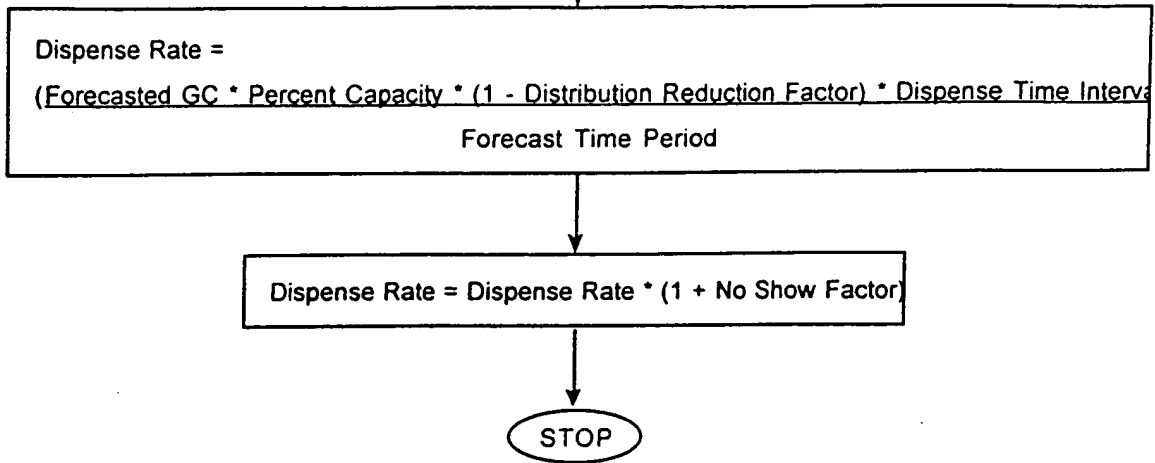 Dispense Rate =
(Forecasted GC * Percent Capacity * (1 - Distribution Reduction Factor) * Dispense Time Interva
Forecast Time Period
Dispense Rate = Dispense Rate * (1 + No Show Factor)
STOP